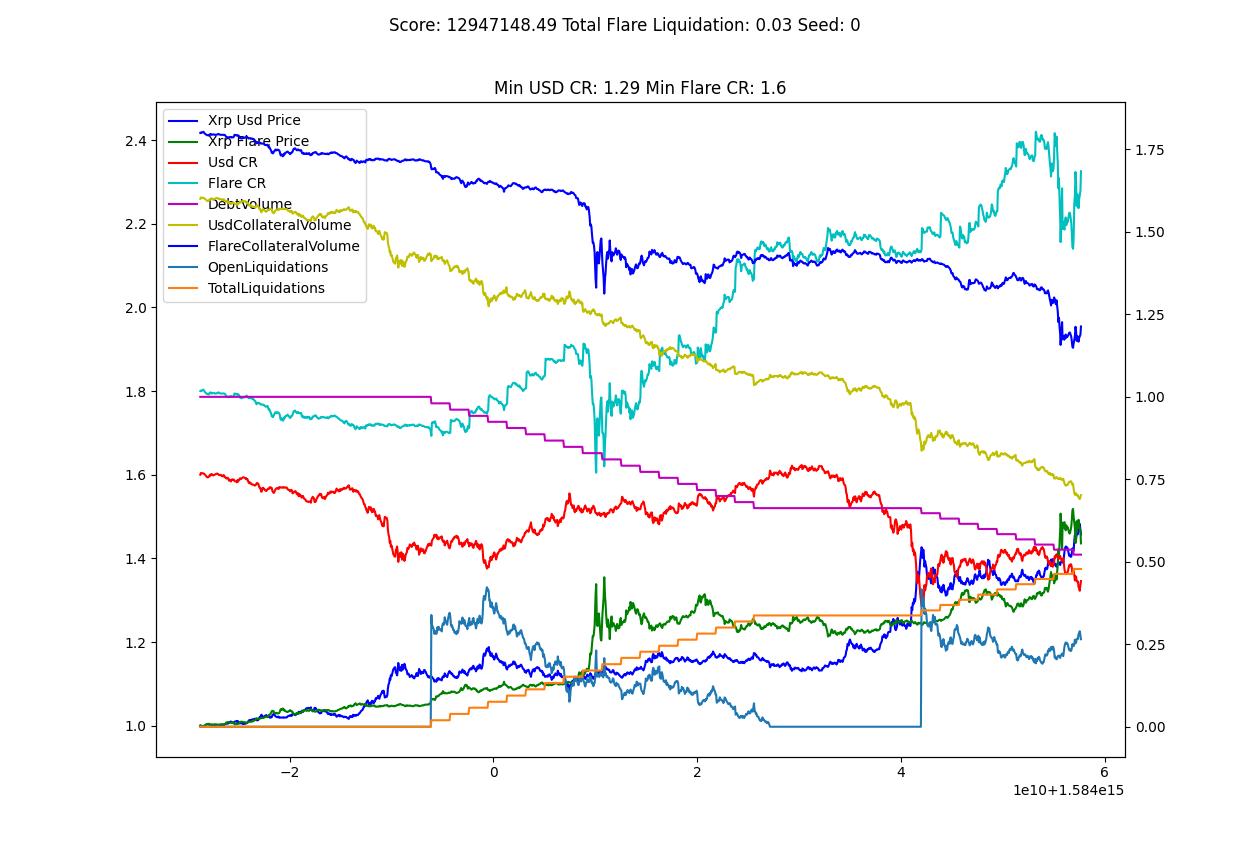 Score: 12947148.49 Total Flare Liquidation: 0.03 Seed: 0
Min USD CR: 1.29 Min Flare CR: 1.6
Xrp Usd Price
Xrp Flare Price
Usd CR
Flare CR
DebtVolume
UsdCollateralVolume
FlareCollateralVolume
OpenLiquidations
TotalLiquidations
2.4
2.2
2.0
1.8
1.6
1.4
1.2
1.0
1.75
1.50
1.25
1.00
0.75
0.50
0.25
0.00
−2
0
2
4
6
1e10+1.584e15